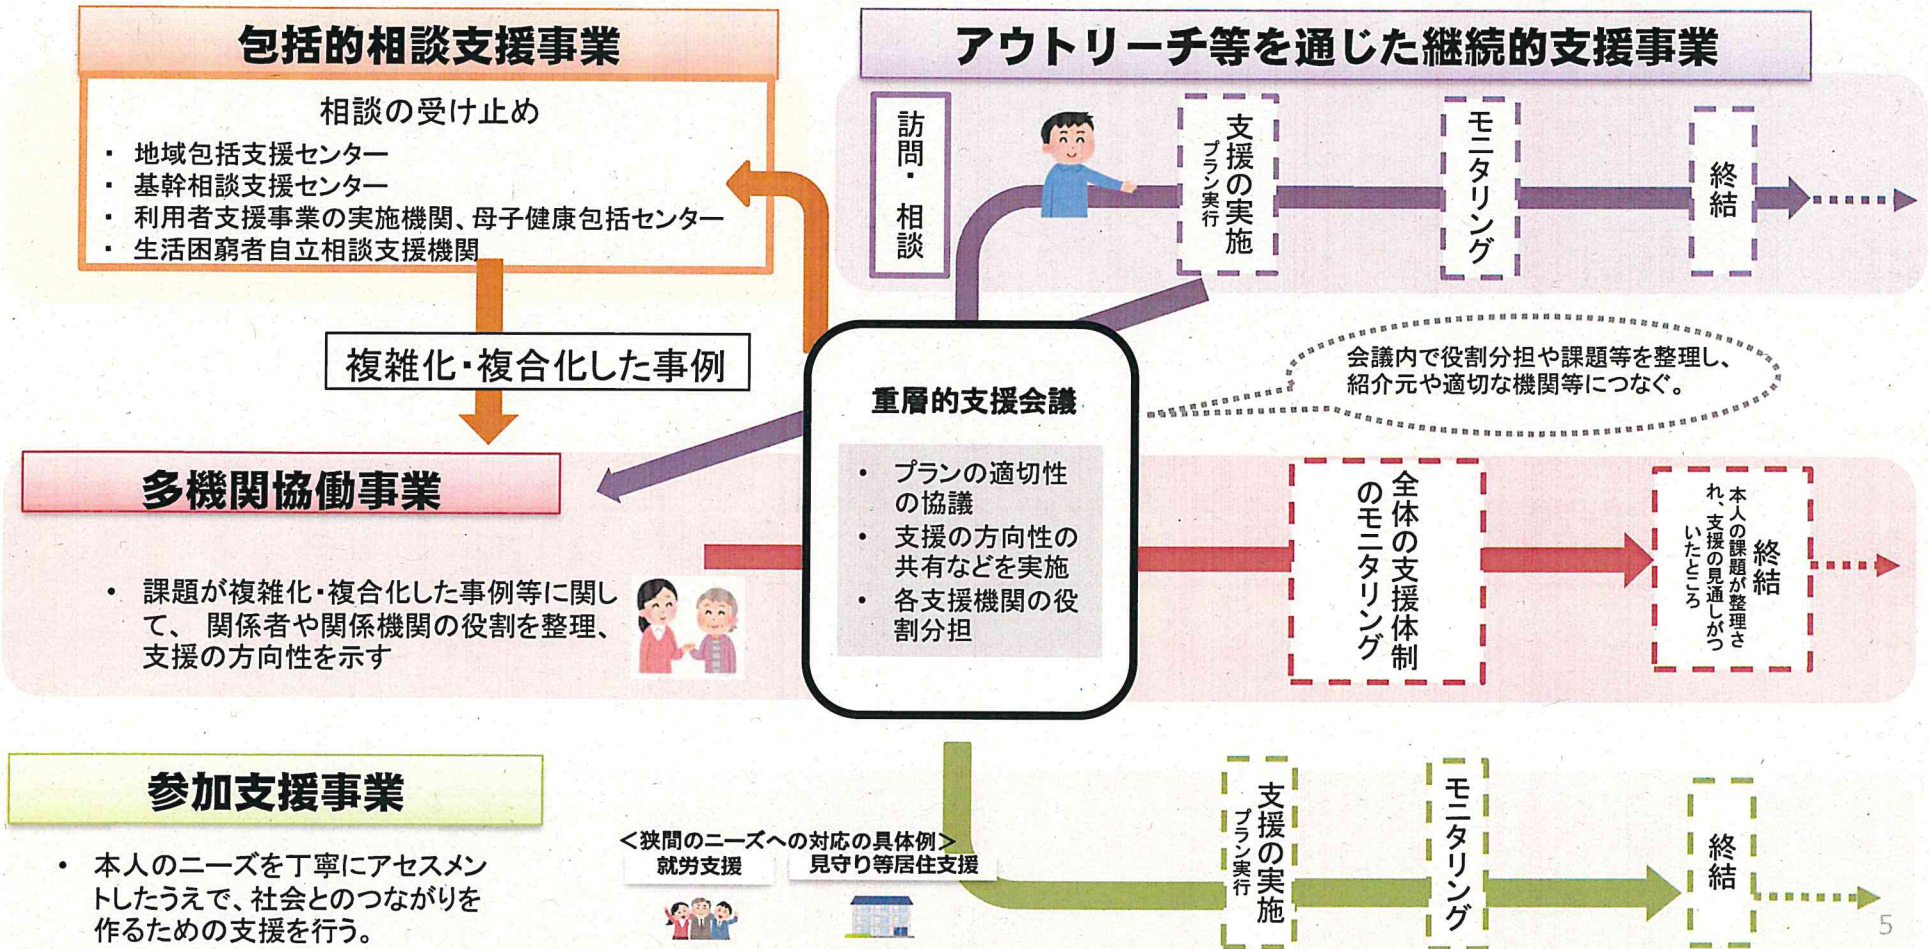 包括的相談支援事業
相談の受け止め
・ 地域包括支援センター
・ 基幹相談支援センター
・ 利用者支援事業の実施機関、母子健康包括センター
・ 生活困窮者自立相談支援機関
複雑化・複合化した事例
アウトリーチ等を通じた継続的支援事業
訪問・相談
支援の実施
プラン実行
モニタリング
終結
会議内で役割分担や課題等を整理し、
紹介元や適切な機関等につなぐ。
重層的支援会議
• プランの適切性
の協議
• 支援の方向性の
共有などを実施
• 各支援機関の役
割分担
多機関協働事業
• 課題が複雑化・複合化した事例等に関し
て、 関係者や関係機関の役割を整理、
支援の方向性を示す
全体の支援体制
のモニタリング
終結
本人の課題が整理さ
れ、支援の見通しがつ
いたところ
参加支援事業
• 本人のニーズを丁寧にアセスメン
トしたうえで、社会とのつながりを
作るための支援を行う。
＜狭間のニーズへの対応の具体例＞
就労支援
見守り等居住支援
支援の実施
プラン実行
モニタリング
終結
5